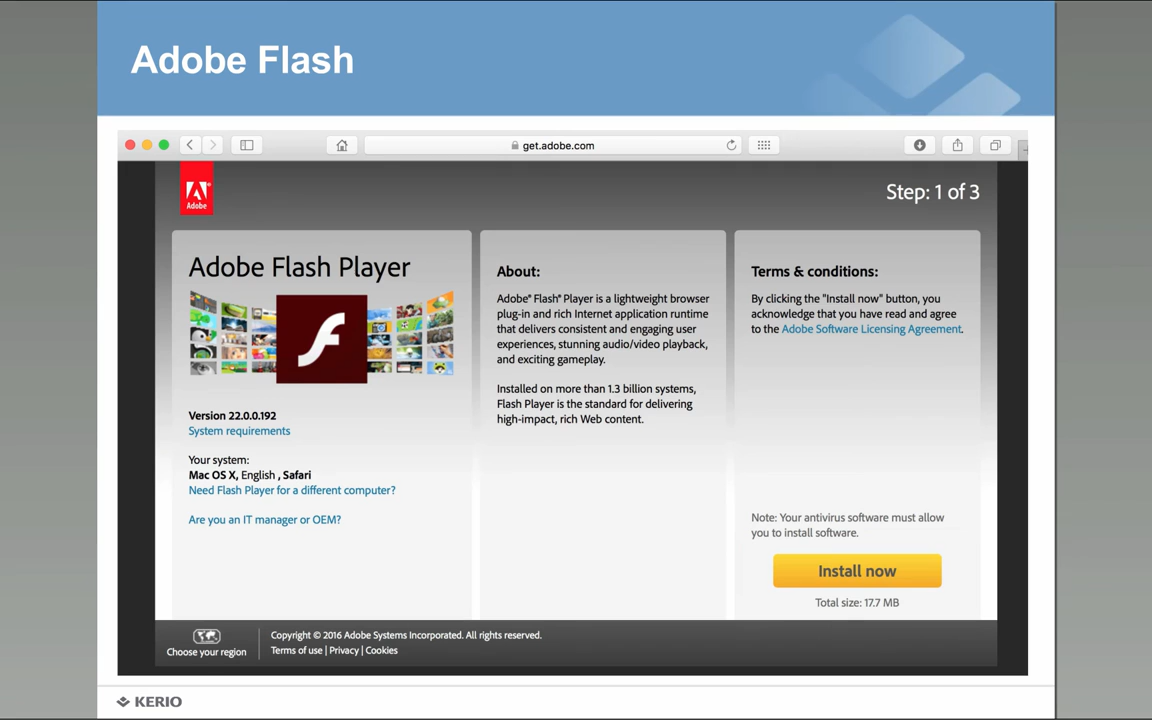 Adobe Flash
get.adobe.com
Adobe
Step: 1 of 3
Adobe Flash Player
Version 22.0.0.192
System requirements
Your system:
Mac OS X, English , Safari
Need Flash Player for a different computer?
Are you an IT manager or OEM?
About:
Adobe® Flash® Player is a lightweight browser
plug-in and rich Internet application runtime
that delivers consistent and engaging user
experiences, stunning audio/video playback,
and exciting gameplay.
Installed on more than 1.3 billion systems,
Flash Player is the standard for delivering
high-impact, rich Web content.
Terms & conditions:
By clicking the "Install now" button, you
acknowledge that you have read and agree
to the Adobe Software Licensing Agreement.
Note: Your antivirus software must allow
you to install software.
Install now
Total size: 17.7 MB
Choose your region
Copyright © 2016 Adobe Systems Incorporated. All rights reserved.
Terms of use | Privacy | Cookies
KERIO